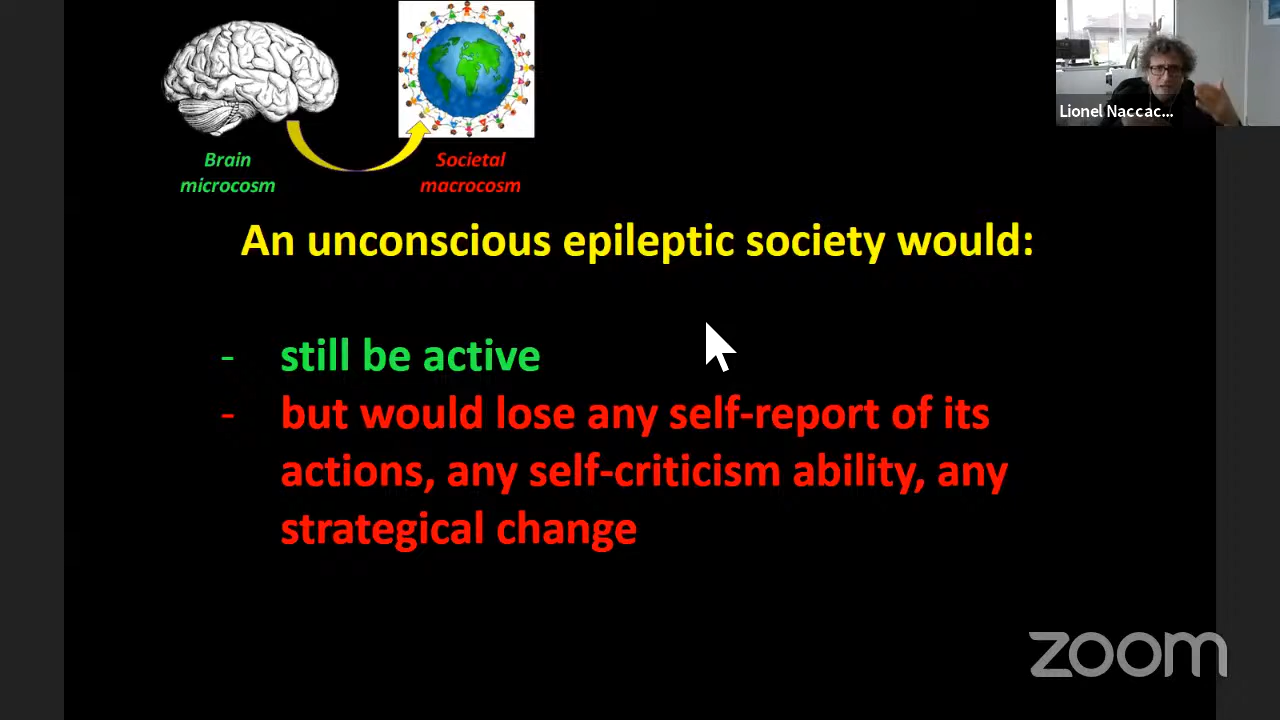 Brain
microcosm
Societal
macrocosm
Lionel Naccac...
An unconscious epileptic society would:
- still be active
- but would lose any self-report of its
actions, any self-criticism ability, any
strategical change
zoom